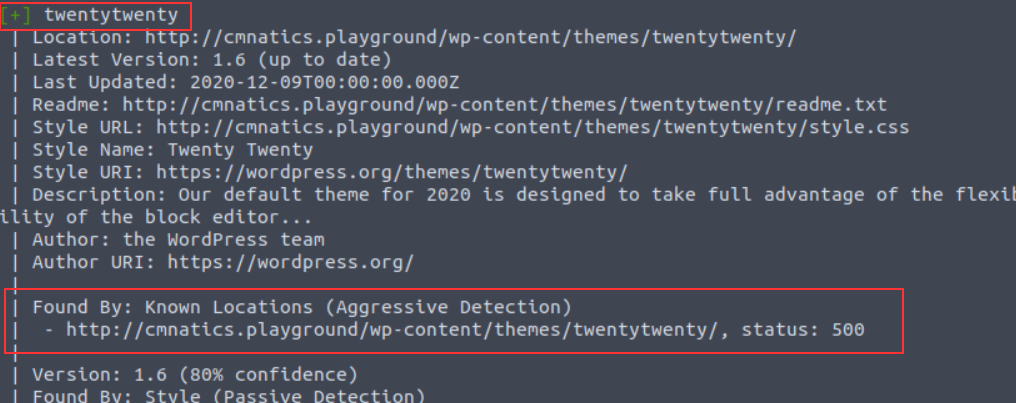 [+] twentytwenty
| Location: http://cmnatics.playground/wp-content/themes/twentytwenty/
| Latest Version: 1.6 (up to date)
| Last Updated: 2020-12-09T00:00:00.000Z
| Readme: http://cmnatics.playground/wp-content/themes/twentytwenty/readme.txt
| Style URL: http://cmnatics.playground/wp-content/themes/twentytwenty/style.css
| Style Name: Twenty Twenty
| Style URI: https://wordpress.org/themes/twentytwenty/
| Description: Our default theme for 2020 is designed to take full advantage of the flexib
ility of the block editor...
| Author: the WordPress team
| Author URI: https://wordpress.org/
|
| Found By: Known Locations (Aggressive Detection)
|  - http://cmnatics.playground/wp-content/themes/twentytwenty/, status: 500
|
| Version: 1.6 (80% confidence)
| Found By: Style (Passive Detection)